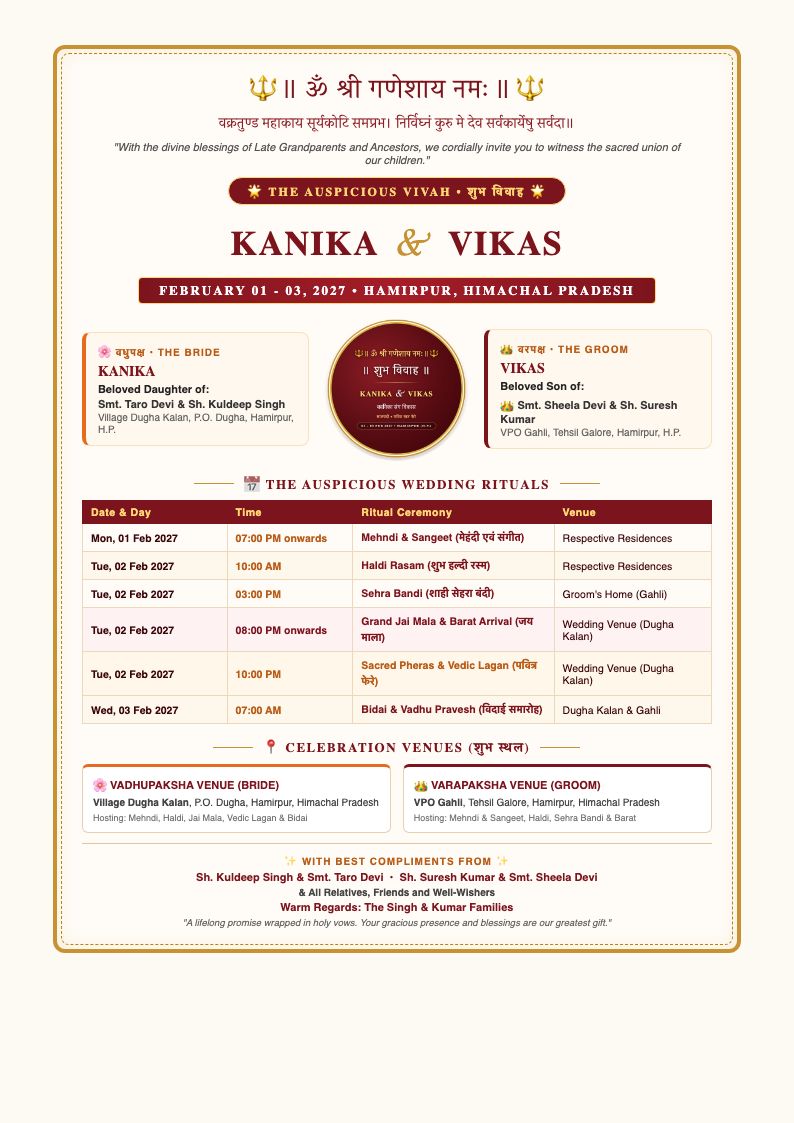 🔱 ॥ ॐ श्री गणेशाय नमः ॥ 🔱
वक्रतुण्ड महाकाय सूर्यकोटि समप्रभ। निर्विघ्नं कुरु मे देव सर्वकार्येषु सर्वदा॥
"With the divine blessings of Late Grandparents and Ancestors, we cordially invite you to witness the sacred union of
our children."
🌟 THE AUSPICIOUS VIVAH • शुभ विवाह 🌟
KANIKA & VIKAS
FEBRUARY 01 - 03, 2027 • HAMIRPUR, HIMACHAL PRADESH
🌸 वधुपक्ष • THE BRIDE
KANIKA
Beloved Daughter of:
Smt. Taro Devi & Sh. Kuldeep Singh
Village Dugha Kalan, P.O. Dugha, Hamirpur,
H.P.
🔱॥ ॐ श्री गणेशाय नमः॥🔱
॥ शुभ विवाह ॥
KANIKA & VIKAS
01 - 03 FEB 2027 • HAMIRPUR (H.P.)
👑 वरपक्ष • THE GROOM
VIKAS
Beloved Son of:
👑 Smt. Sheela Devi & Sh. Suresh
Kumar
VPO Gahli, Tehsil Galore, Hamirpur, H.P.
📅 THE AUSPICIOUS WEDDING RITUALS
Date & Day Time Ritual Ceremony Venue
Mon, 01 Feb 2027 07:00 PM onwards Mehndi & Sangeet (मेहंदी एवं संगीत) Respective Residences
Tue, 02 Feb 2027 10:00 AM Haldi Rasam (शुभ हल्दी रस्म) Respective Residences
Tue, 02 Feb 2027 03:00 PM Sehra Bandi (शाही सेहरा बंदी) Groom's Home (Gahli)
Tue, 02 Feb 2027 08:00 PM onwards Grand Jai Mala & Barat Arrival (जय
माला) Wedding Venue (Dugha
Kalan)
Tue, 02 Feb 2027 10:00 PM Sacred Pheras & Vedic Lagan (पवित्र
फेरे) Wedding Venue (Dugha
Kalan)
Wed, 03 Feb 2027 07:00 AM Bidai & Vadhu Pravesh (विदाई समारोह) Dugha Kalan & Gahli
📍 CELEBRATION VENUES (शुभ स्थल)
🌸 VADHUPAKSHA VENUE (BRIDE)
Village Dugha Kalan, P.O. Dugha, Hamirpur, Himachal Pradesh
Hosting: Mehndi, Haldi, Jai Mala, Vedic Lagan & Bidai
👑 VARAPAKSHA VENUE (GROOM)
VPO Gahli, Tehsil Galore, Hamirpur, Himachal Pradesh
Hosting: Mehndi & Sangeet, Haldi, Sehra Bandi & Barat
✨ WITH BEST COMPLIMENTS FROM ✨
Sh. Kuldeep Singh & Smt. Taro Devi • Sh. Suresh Kumar & Smt. Sheela Devi
& All Relatives, Friends and Well-Wishers
Warm Regards: The Singh & Kumar Families
"A lifelong promise wrapped in holy vows. Your gracious presence and blessings are our greatest gift."